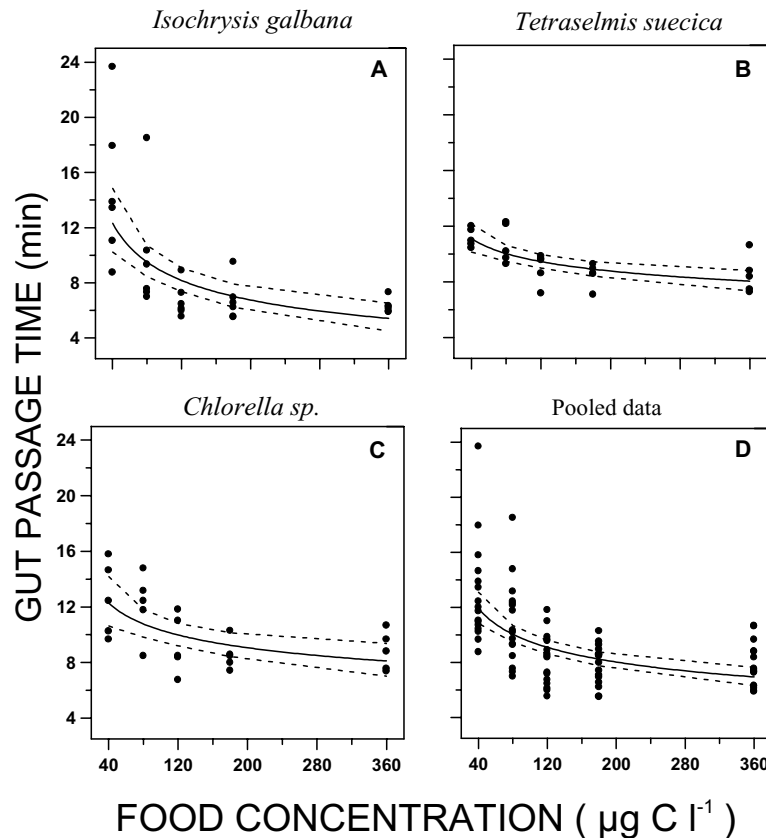 Isochrysis galbana
Tetraselmis suecica
24
20
16
12
8
4
A
B
Chlorella sp.
Pooled data
24
20
16
12
8
4
C
D
40 120 200 280 360
40 120 200 280 360
GUT PASSAGE TIME (min)
FOOD CONCENTRATION ( µg C l-1 )